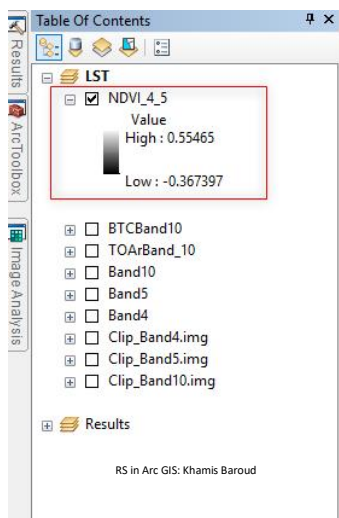 Table Of Contents
Results
ArcToolbox
Image Analysis
LST
NDVI_4_5
Value
High : 0.55465
Low : -0.367397
BTCBand10
TOArBand_10
Band10
Band5
Band4
Clip_Band4.img
Clip_Band5.img
Clip_Band10.img
Results
RS in Arc GIS: Khamis Baroud